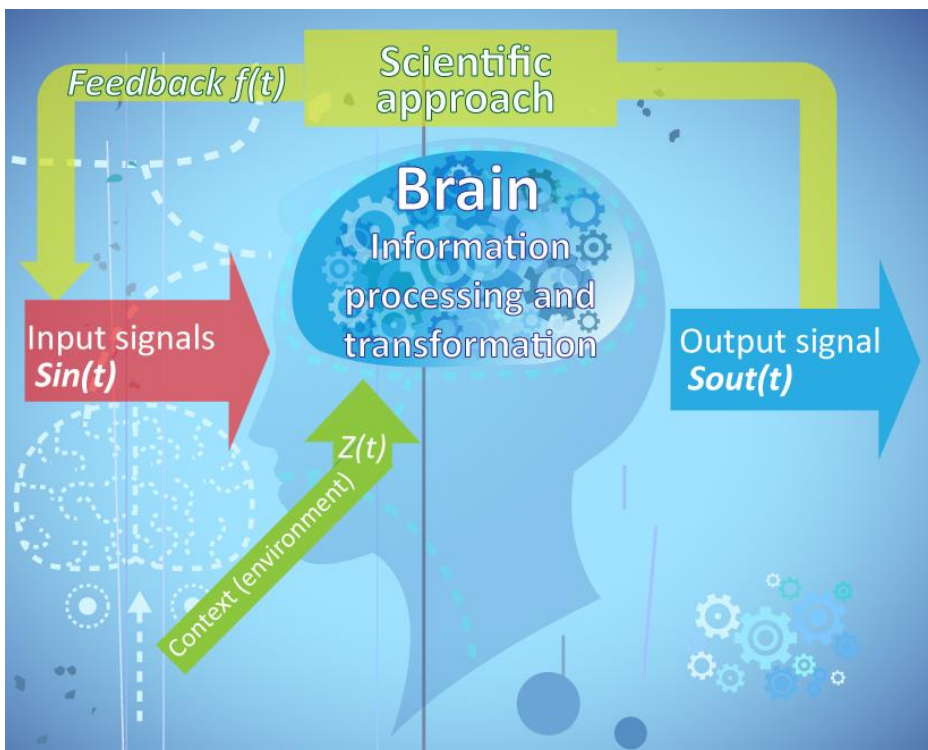 Scientific
approach
Feedback f(t)
Brain
Information
processing and
transformation
Input signals
Sin(t)
Output signal
Sout(t)
Z(t)
Context (environment)